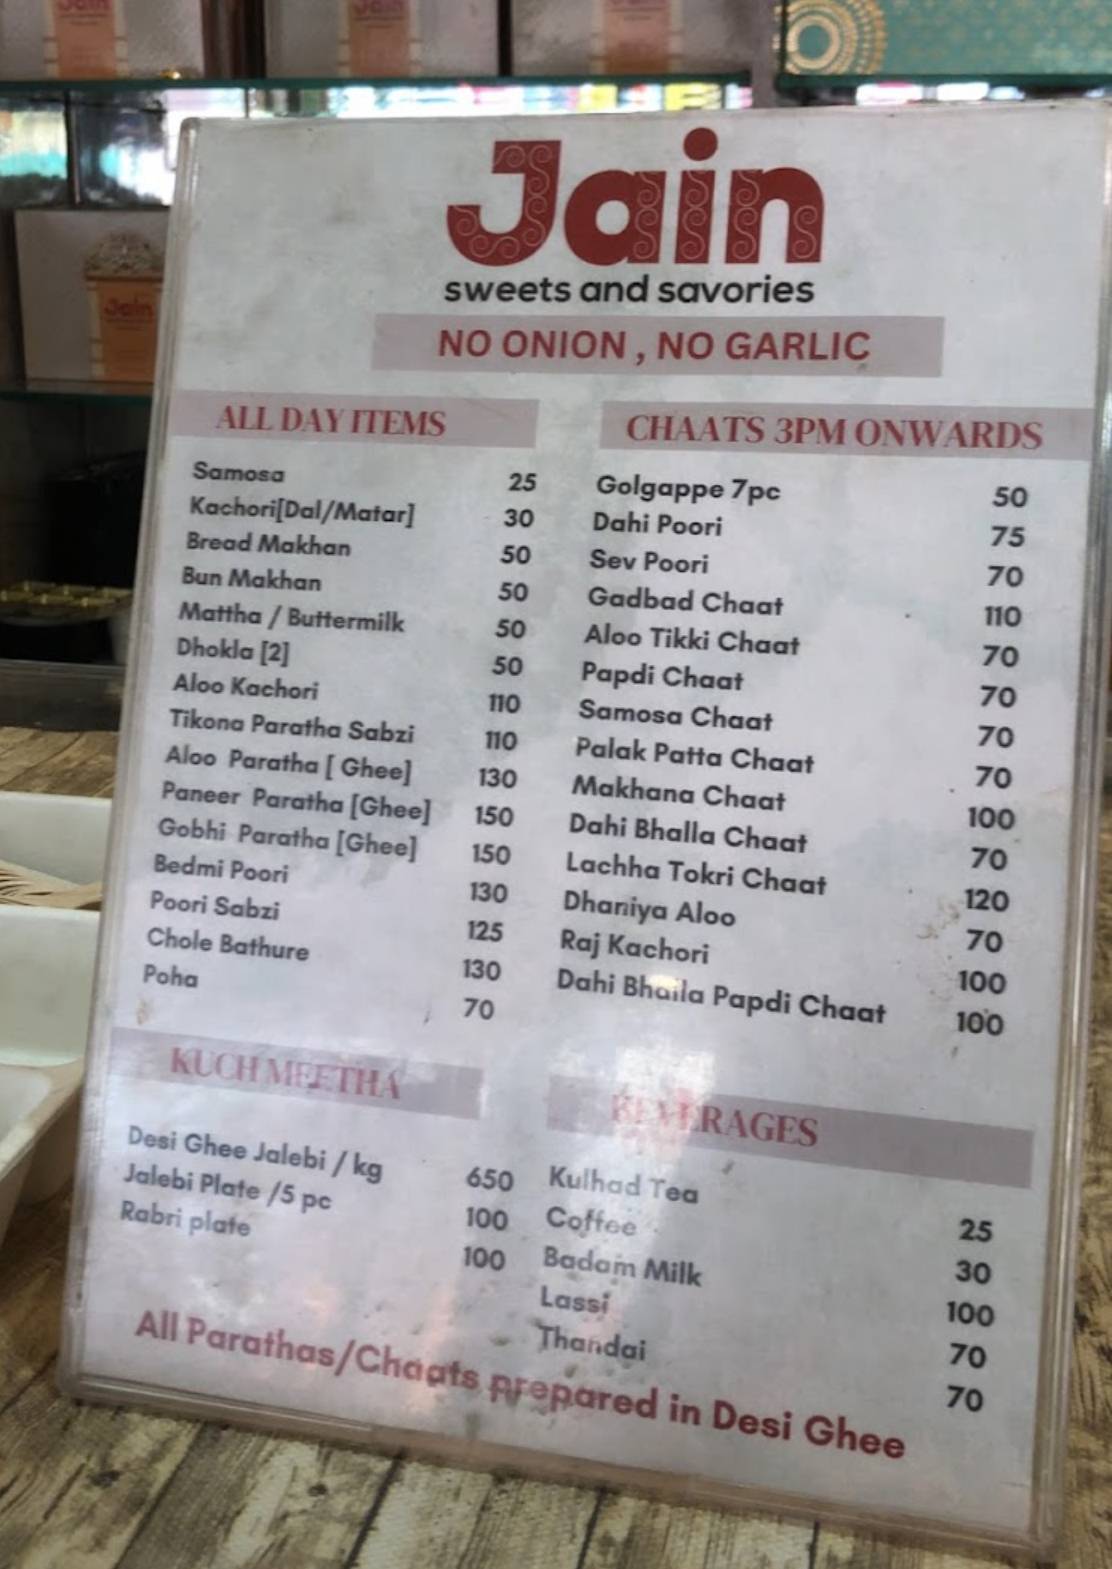 Jain
sweets and savories
NO ONION , NO GARLIC
ALL DAY ITEMS
Samosa 25
Kachori[Dal/Matar] 30
Bread Makhan 50
Bun Makhan 50
Mattha / Buttermilk 50
Dhokla [2] 50
Aloo Kachori 110
Tikona Paratha Sabzi 110
Aloo Paratha [ Ghee] 130
Paneer Paratha [Ghee] 150
Gobhi Paratha [Ghee] 150
Bedmi Poori 130
Poori Sabzi 125
Chole Bathure 130
Poha 70
CHAATS 3PM ONWARDS
Golgappe 7pc 50
Dahi Poori 75
Sev Poori 70
Gadbad Chaat 110
Aloo Tikki Chaat 70
Papdi Chaat 70
Samosa Chaat 70
Palak Patta Chaat 70
Makhana Chaat 100
Dahi Bhalla Chaat 70
Lachha Tokri Chaat 120
Dhaniya Aloo 70
Raj Kachori 100
Dahi Bhalla Papdi Chaat 100
KUCH MEETHA
Desi Ghee Jalebi / kg 650
Jalebi Plate /5 pc 100
Rabri plate 100
BEVERAGES
Kulhad Tea 25
Coffee 30
Badam Milk 100
Lassi 70
Thandai 70
All Parathas/Chaats prepared in Desi Ghee
Jain